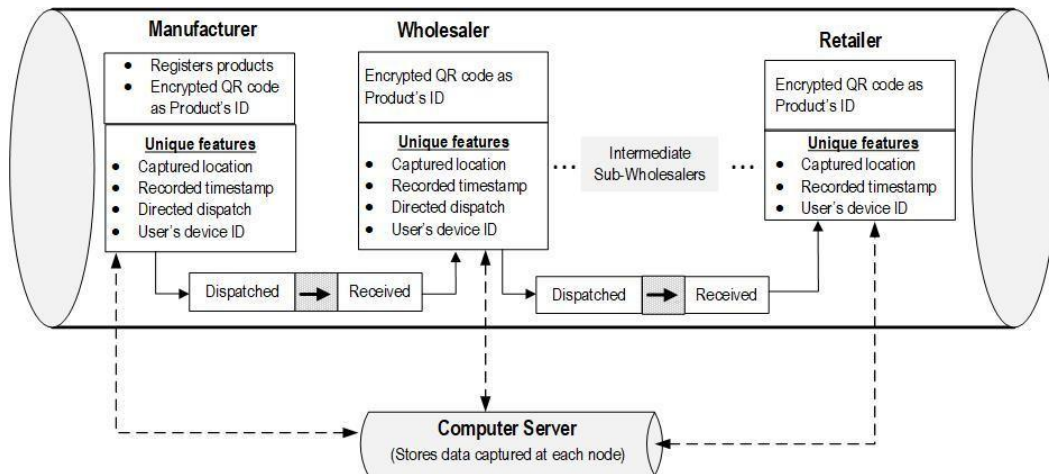 Manufacturer
● Registers products
● Encrypted QR code
as Product's ID
Unique features
● Captured location
● Recorded timestamp
● Directed dispatch
● User's device ID
Wholesaler
Encrypted QR code as
Product's ID
Unique features
● Captured location
● Recorded timestamp
● Directed dispatch
● User's device ID
...
Intermediate
Sub-Wholesalers
...
Retailer
Encrypted QR code as
Product's ID
Unique features
● Captured location
● Recorded timestamp
● User's device ID
Dispatched
Received
Dispatched
Received
Computer Server
(Stores data captured at each node)